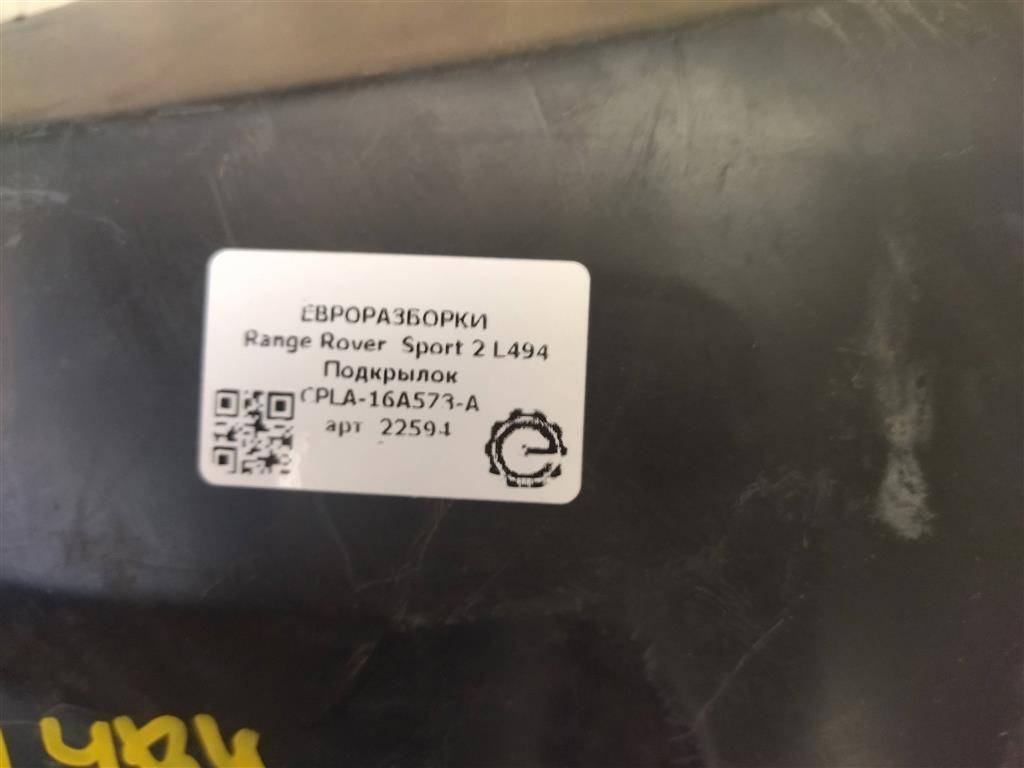 ЕВРОРАЗБОРКИ
Range Rover Sport 2 L494
Подкрылок
CPLA-16A573-A
арт 22594